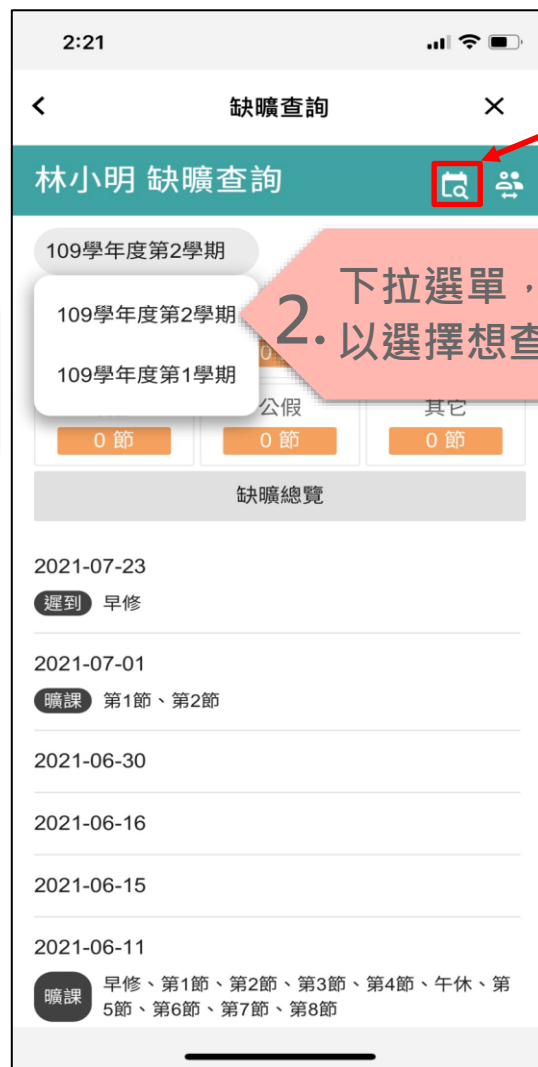 2:21
缺曠查詢
林小明 缺曠查詢
109學年度第2學期
109學年度第2學期
109學年度第1學期
2.
下拉選單，
以選擇想查
公假
其它
0 節
0 節
0 節
缺曠總覽
2021-07-23
遲到 早修
2021-07-01
曠課 第1節、第2節
2021-06-30
2021-06-16
2021-06-15
2021-06-11
曠課 早修、第1節、第2節、第3節、第4節、午休、第
5節、第6節、第7節、第8節